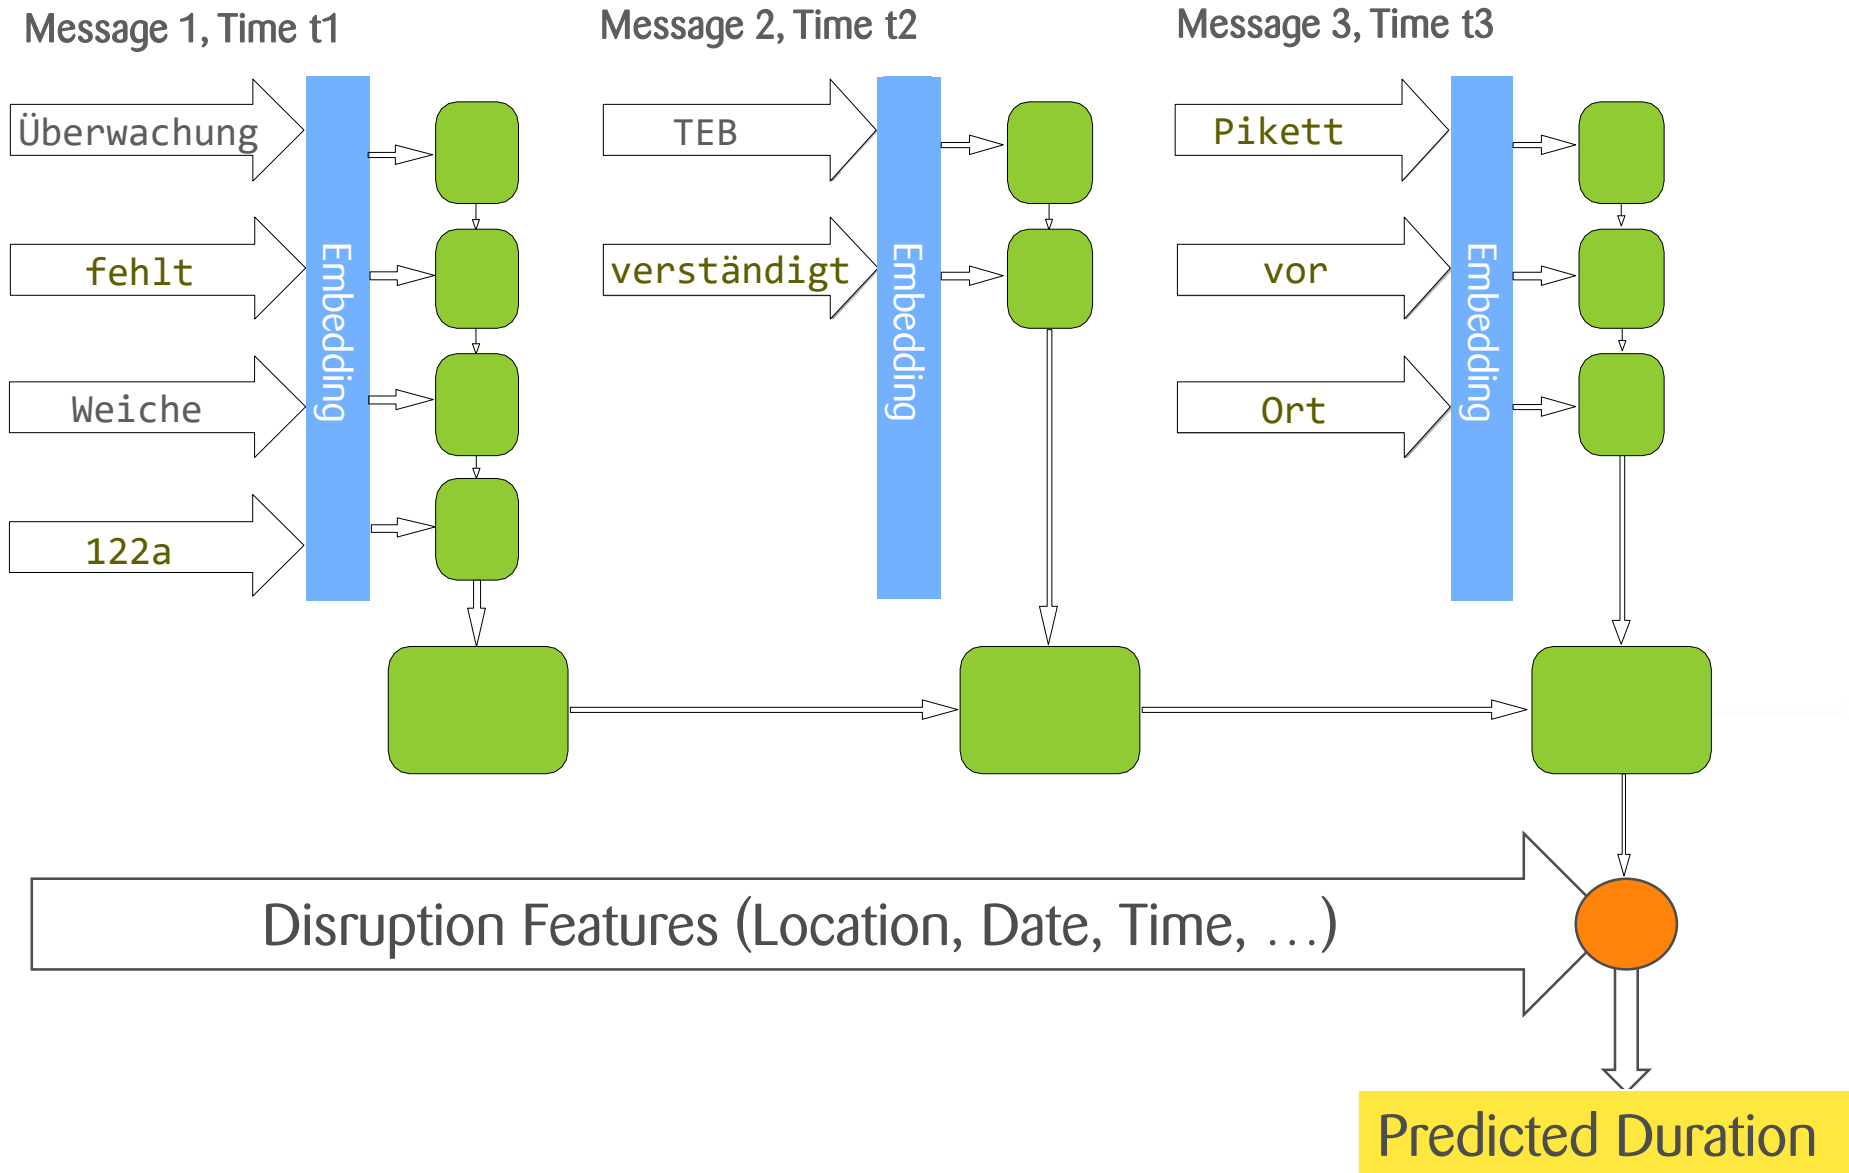 Message 1, Time t1
Überwachung
fehlt
Weiche
122a
Embedding
Message 2, Time t2
TEB
verständigt
Embedding
Message 3, Time t3
Pikett
vor
Ort
Embedding
Disruption Features (Location, Date, Time, …)
Predicted Duration